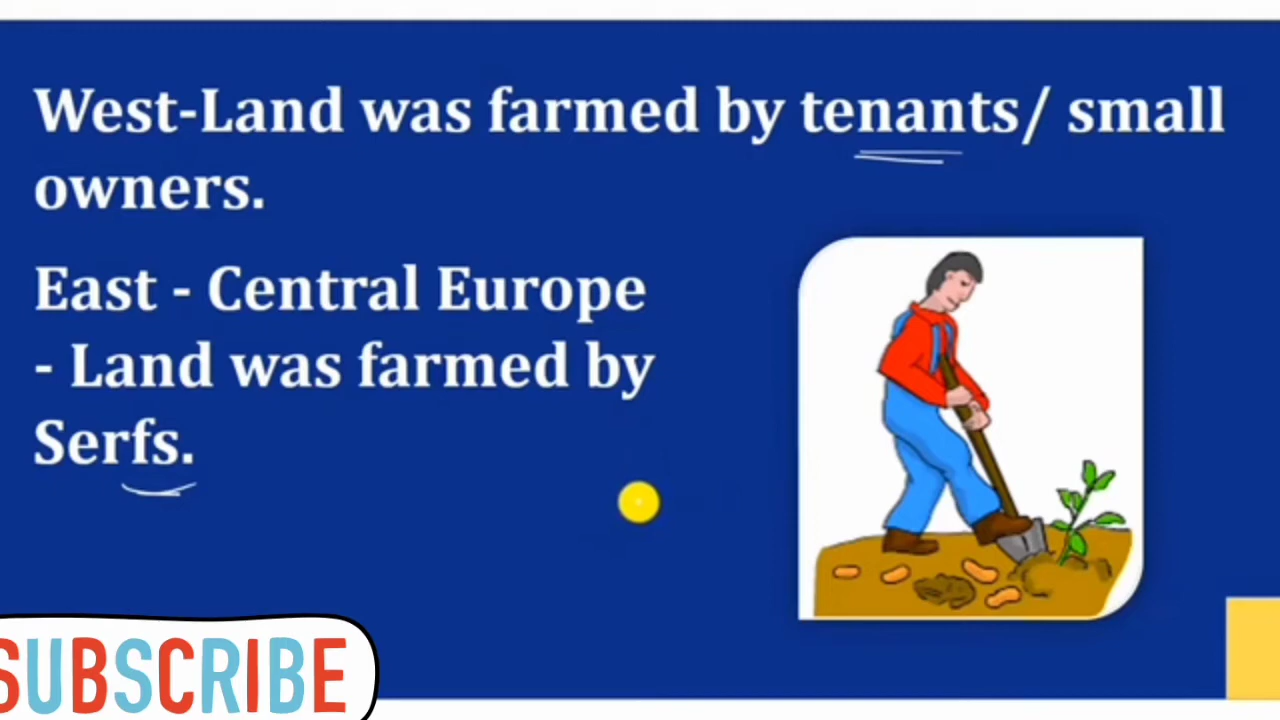 West-Land was farmed by tenants/ small
owners.
East - Central Europe
- Land was farmed by
Serfs.
SUBSCRIBE